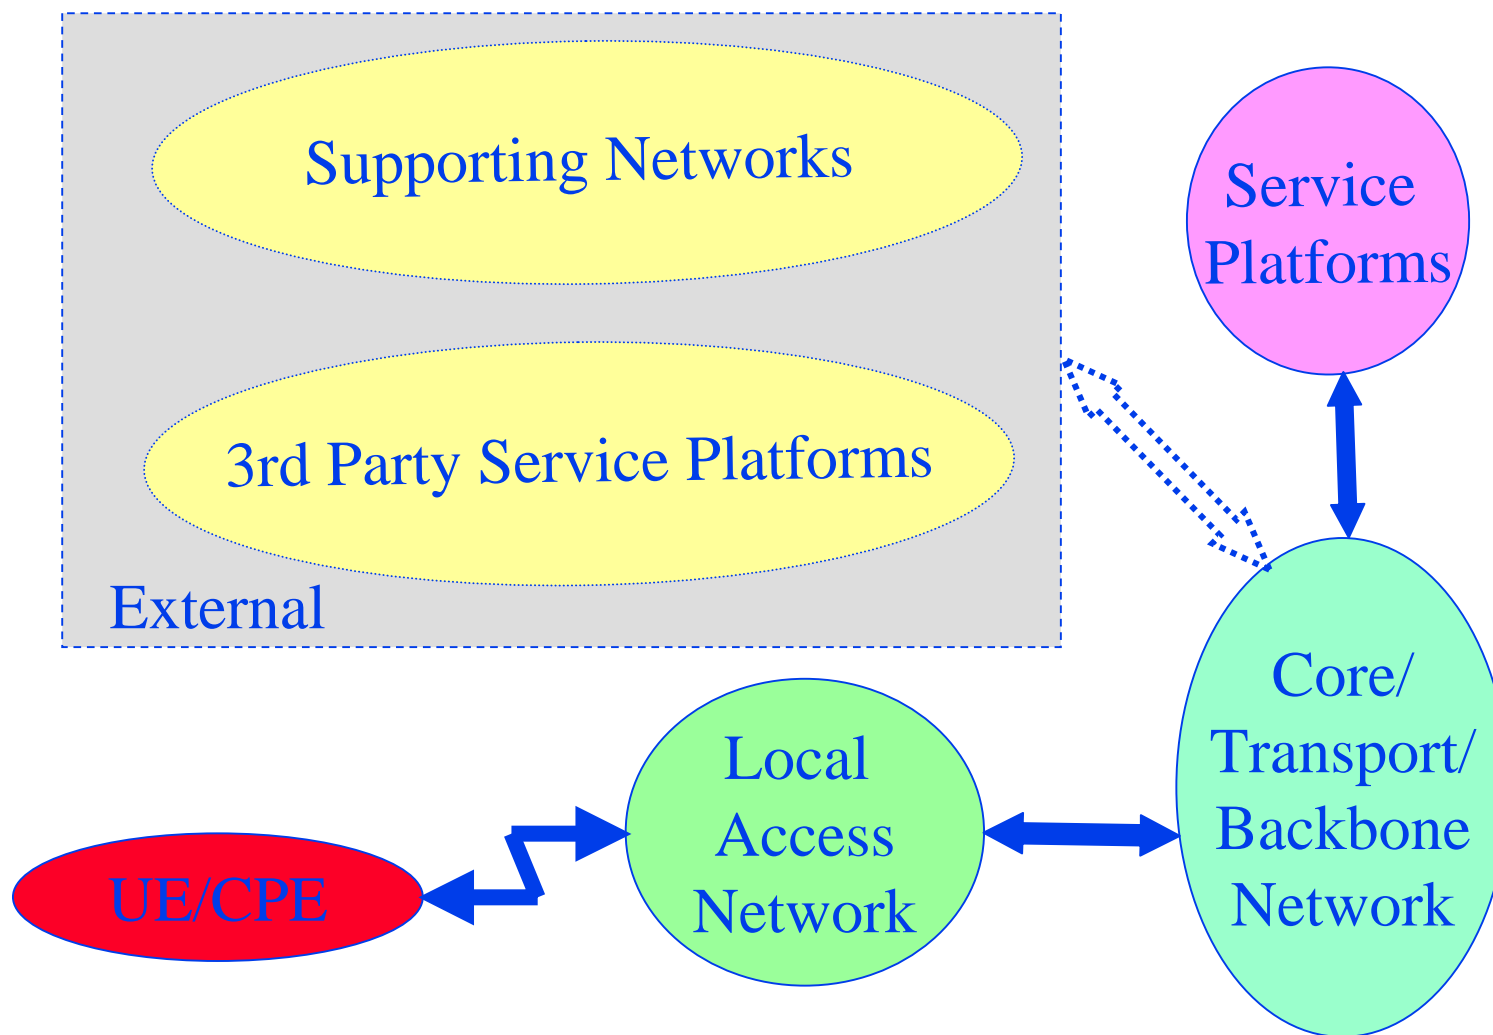 Supporting Networks
3rd Party Service Platforms
External
Service
Platforms
Core/
Transport/
Backbone
Network
Local
Access
Network
UE/CPE